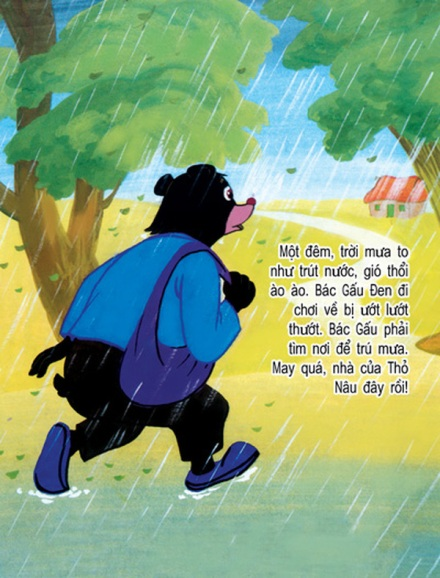 Một đêm, trời mưa to
như trút nước, gió thổi
ào ào. Bác Gấu Đen đi
chơi về bị ướt lướt
thướt. Bác Gấu phải
tìm nơi để trú mưa.
May quá, nhà của Thỏ
Nâu đây rồi!